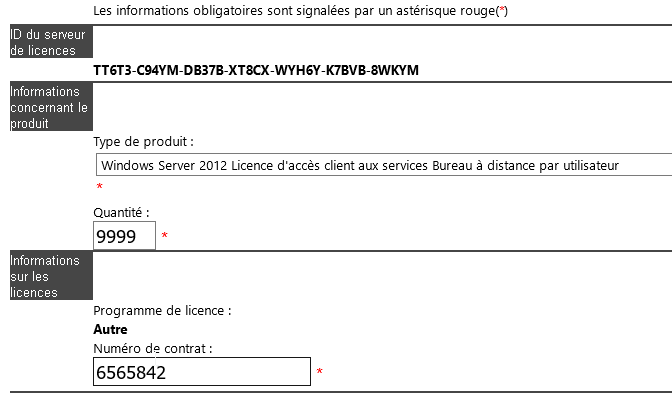 Les informations obligatoires sont signalées par un astérisque rouge(*)
ID du serveur
de licences
TT6T3-C94YM-DB37B-XT8CX-WYH6Y-K7BVB-8WKYM
Informations
concernant le
produit
Type de produit :
Windows Server 2012 Licence d'accès client aux services Bureau à distance par utilisateur
*
Quantité :
9999 *
Informations
sur les
licences
Programme de licence :
Autre
Numéro de contrat :
6565842 *